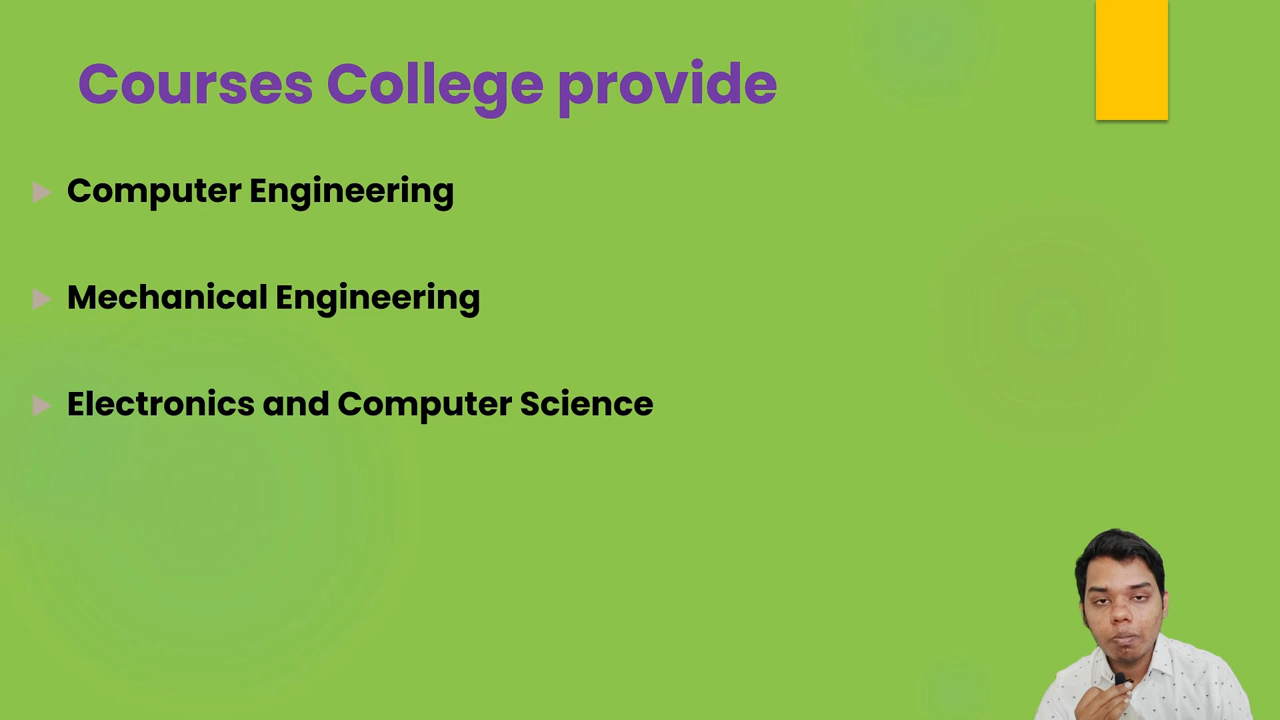 Courses College provide
Computer Engineering
Mechanical Engineering
Electronics and Computer Science